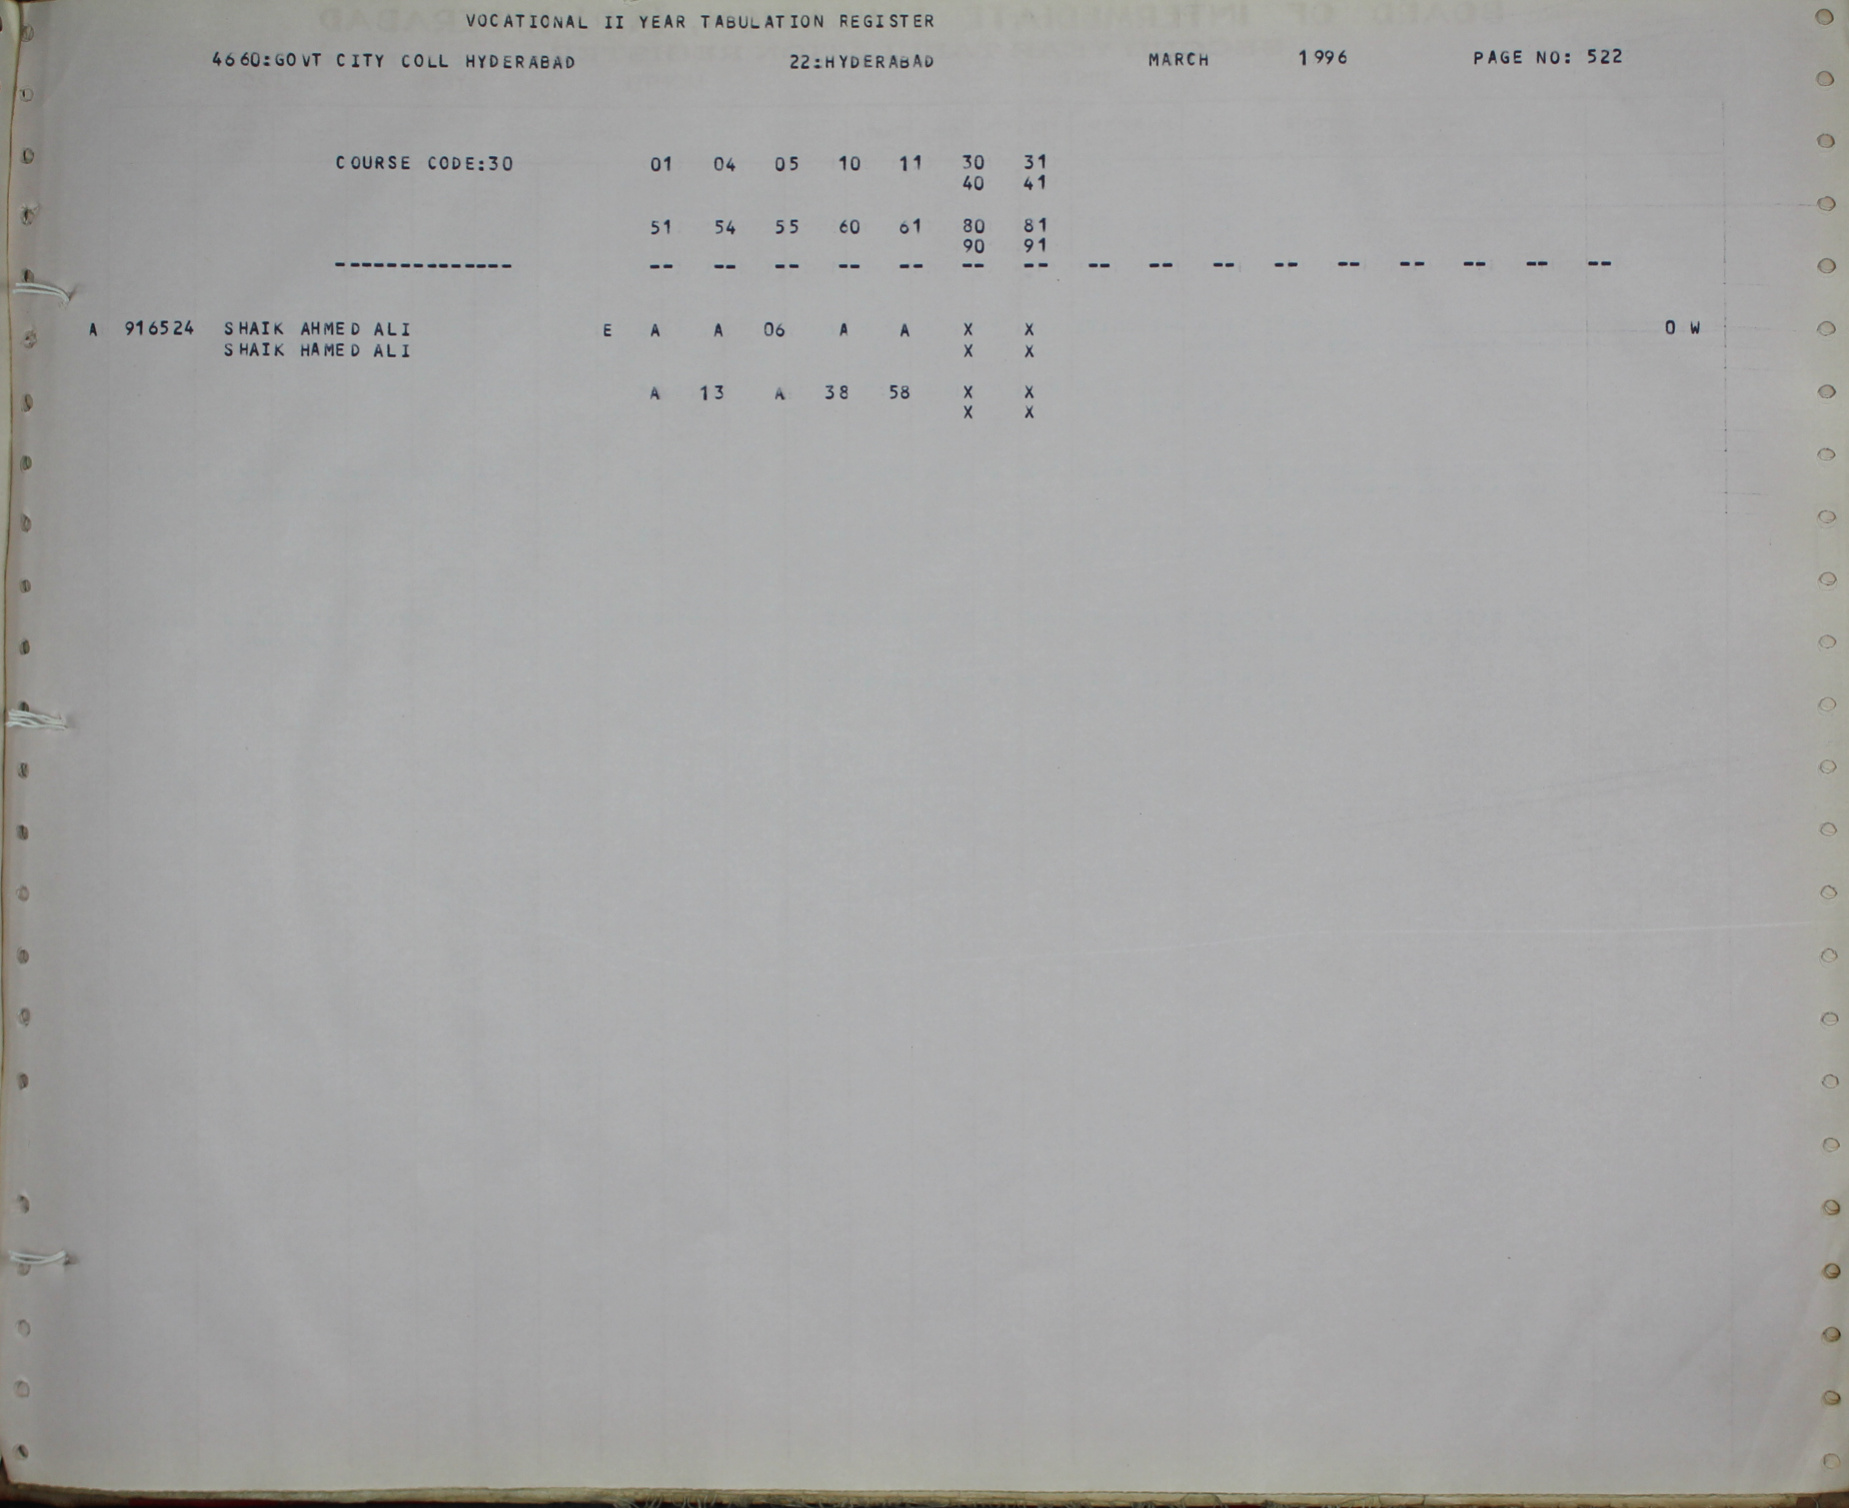 VOCATIONAL II YEAR TABULATION REGISTER
4660:GOVT CITY COLL HYDERABAD 22:HYDERABAD MARCH 1996 PAGE NO: 522
COURSE CODE:30 01 04 05 10 11 30 31
40 41
51 54 55 60 61 80 81
90 91
-------------- -- -- -- -- -- -- -- -- -- -- -- -- -- -- -- --
A 916524 SHAIK AHMED ALI E A A 06 A A X X 0 W
SHAIK HAMED ALI X X
A 13 A 38 58 X X
X X